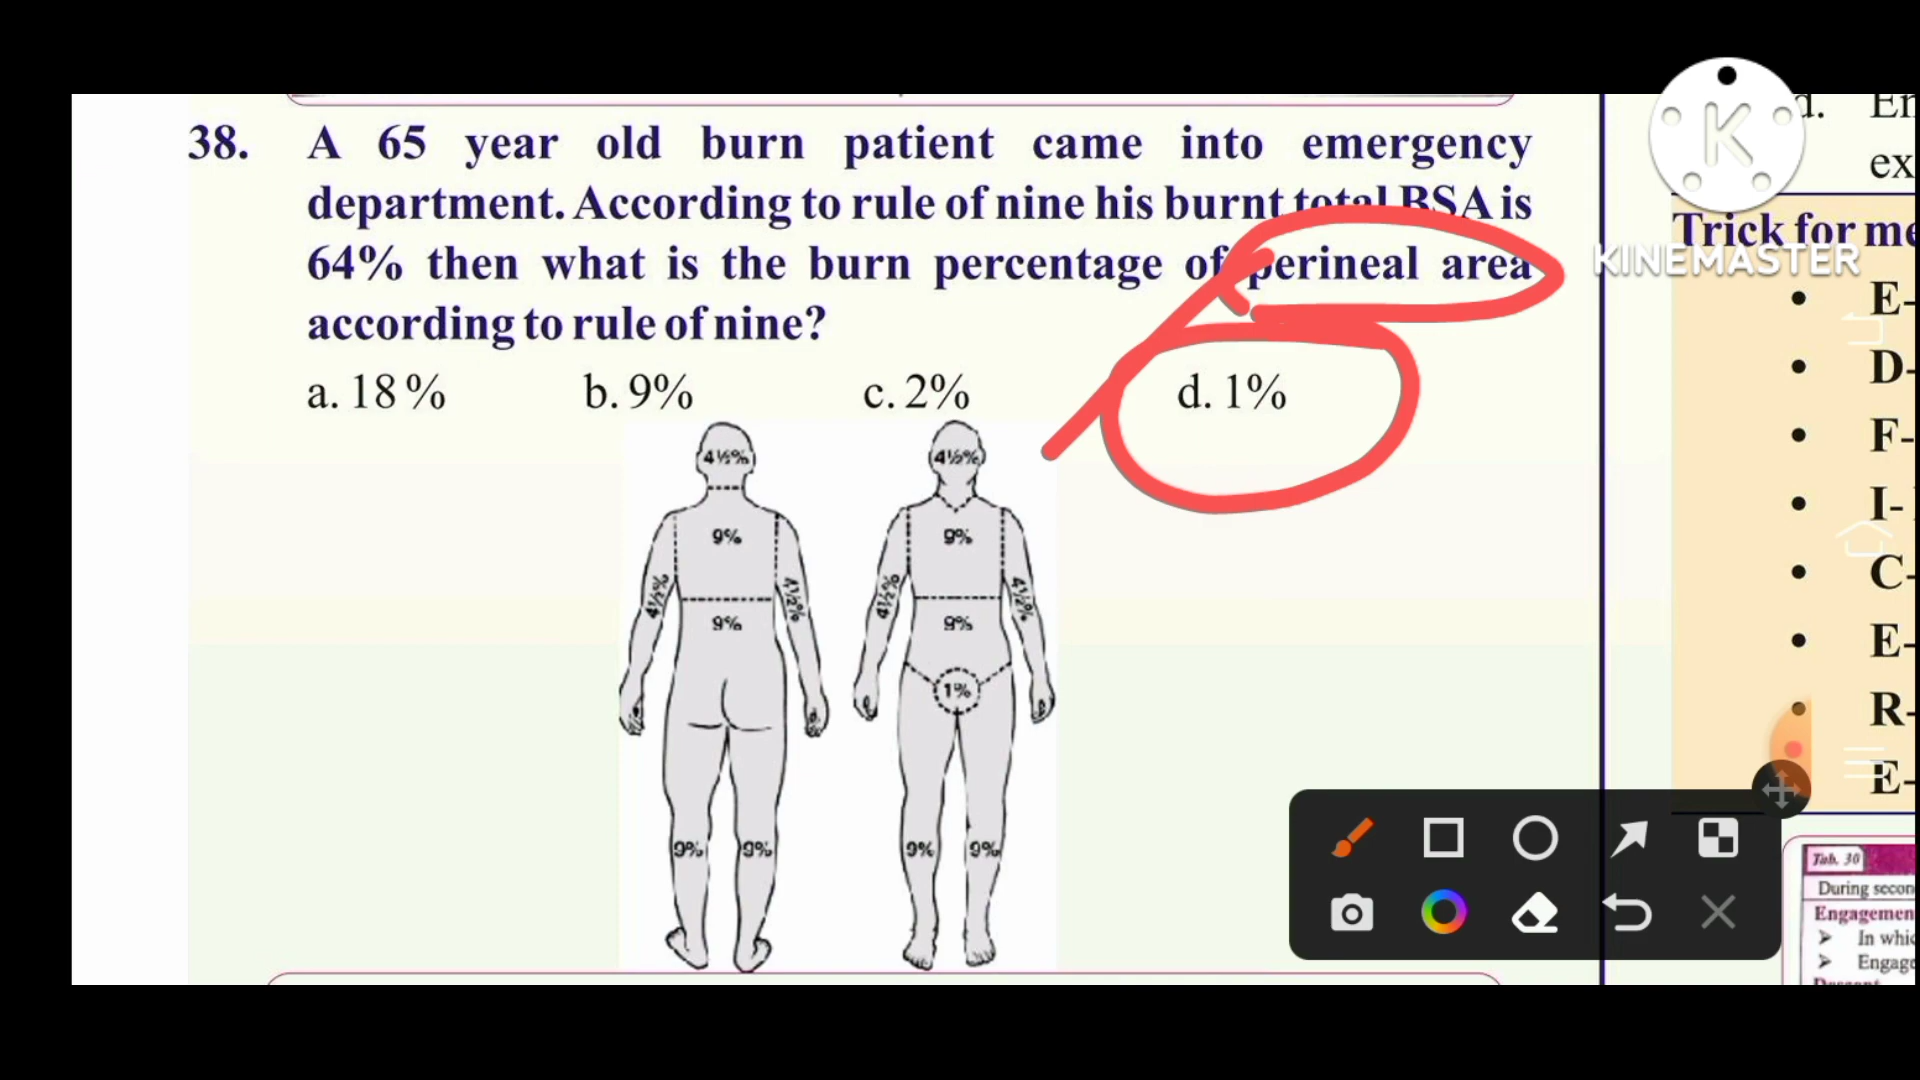 38. A 65 year old burn patient came into emergency
department. According to rule of nine his burnt total BSA is
64% then what is the burn percentage of perineal area
according to rule of nine?
a. 18 %
b. 9%
c. 2%
d. 1%
4½%
4½%
9%
9%
4½%
4½%
4½%
4½%
9%
9%
1%
9%
9%
9%
9%
d. En
ex
K
KINEMASTER
Trick for me
E-
D-
F-
I-
C-
E-
R-
E-
Tab. 30
During secon
Engagemen
In whic
Engage